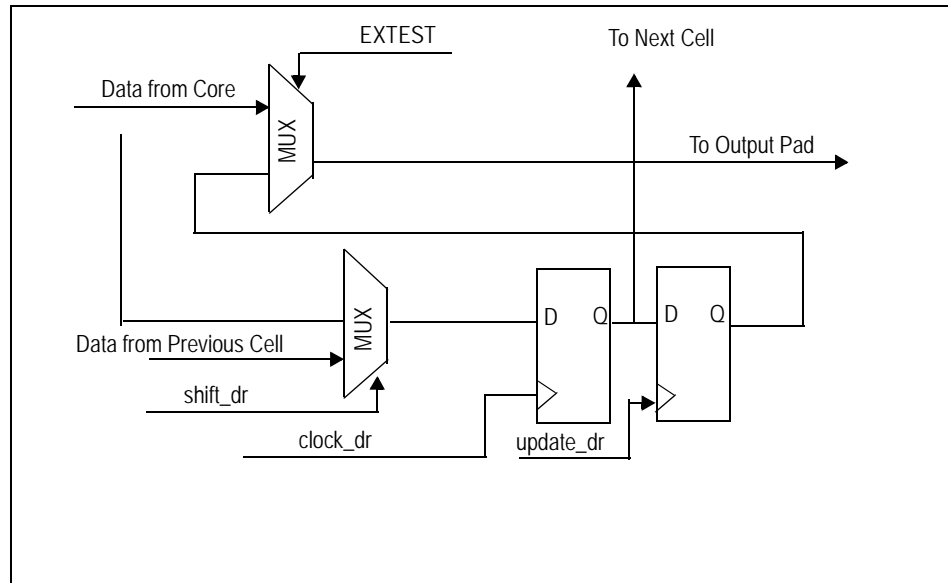 EXTEST
To Next Cell
Data from Core
MUX
To Output Pad
MUX
D Q
D Q
Data from Previous Cell
shift_dr
clock_dr
update_dr